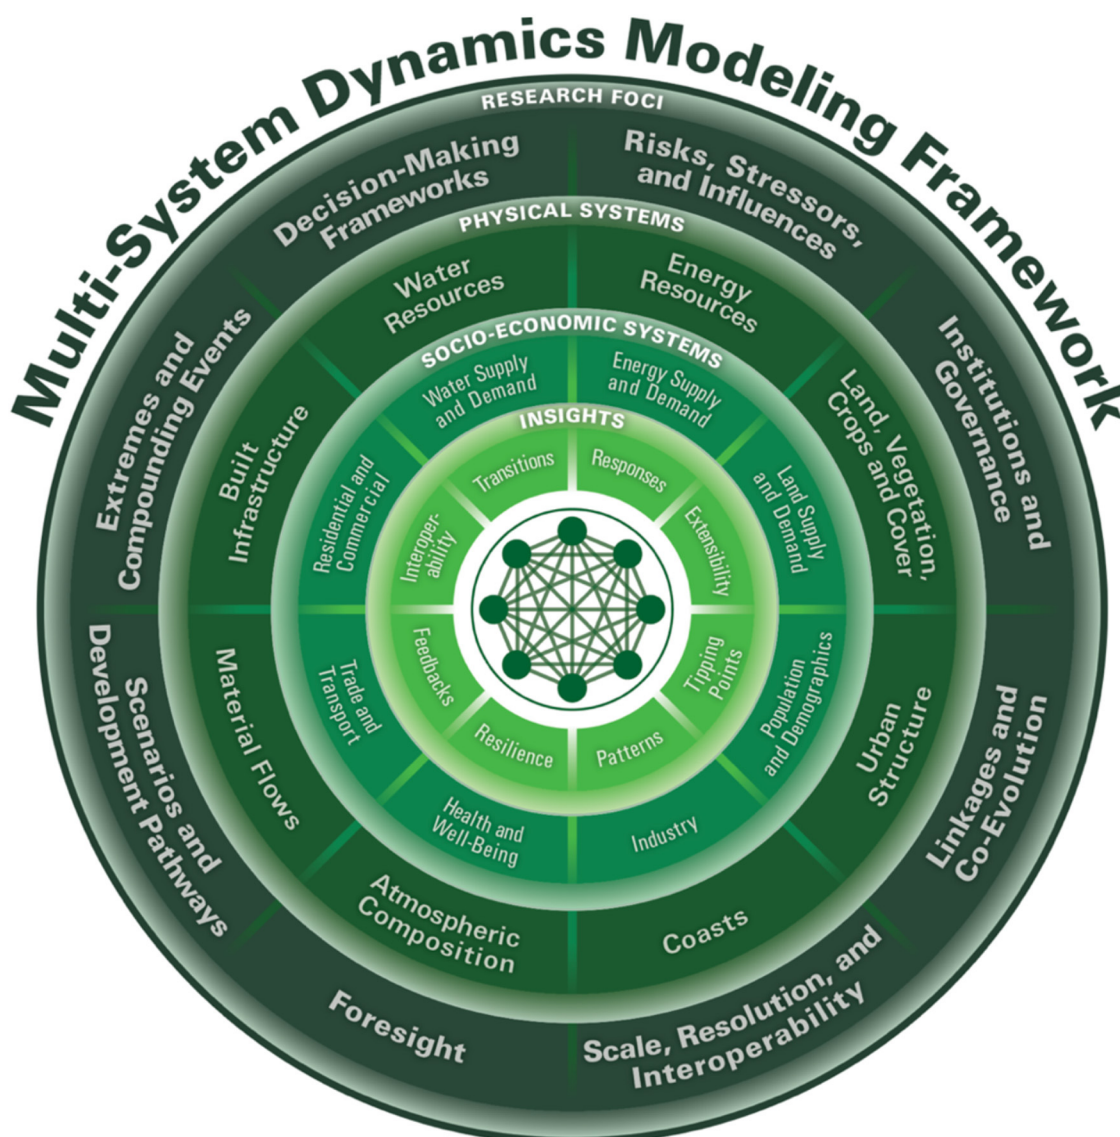 Multi-System Dynamics Modeling Framework
RESEARCH FOCI
Decision-Making
Frameworks
Risks, Stressors,
and Influences
Institutions and
Governance
Linkages and
Co-Evolution
Scale, Resolution, and
Interoperability
Foresight
Scenarios and
Development Pathways
Extremes and
Compounding Events
PHYSICAL SYSTEMS
Water
Resources
Energy
Resources
Land, Vegetation,
Crops and Cover
Urban
Structure
Coasts
Atmospheric
Composition
Material Flows
Built
Infrastructure
SOCIO-ECONOMIC SYSTEMS
Water Supply
and Demand
Energy Supply
and Demand
Land Supply
and Demand
Population
and Demographics
Industry
Health and
Well-Being
Trade and
Transport
Residential and
Commercial
INSIGHTS
Transitions
Responses
Extensibility
Tipping
Points
Patterns
Resilience
Feedbacks
Interoper-
ability